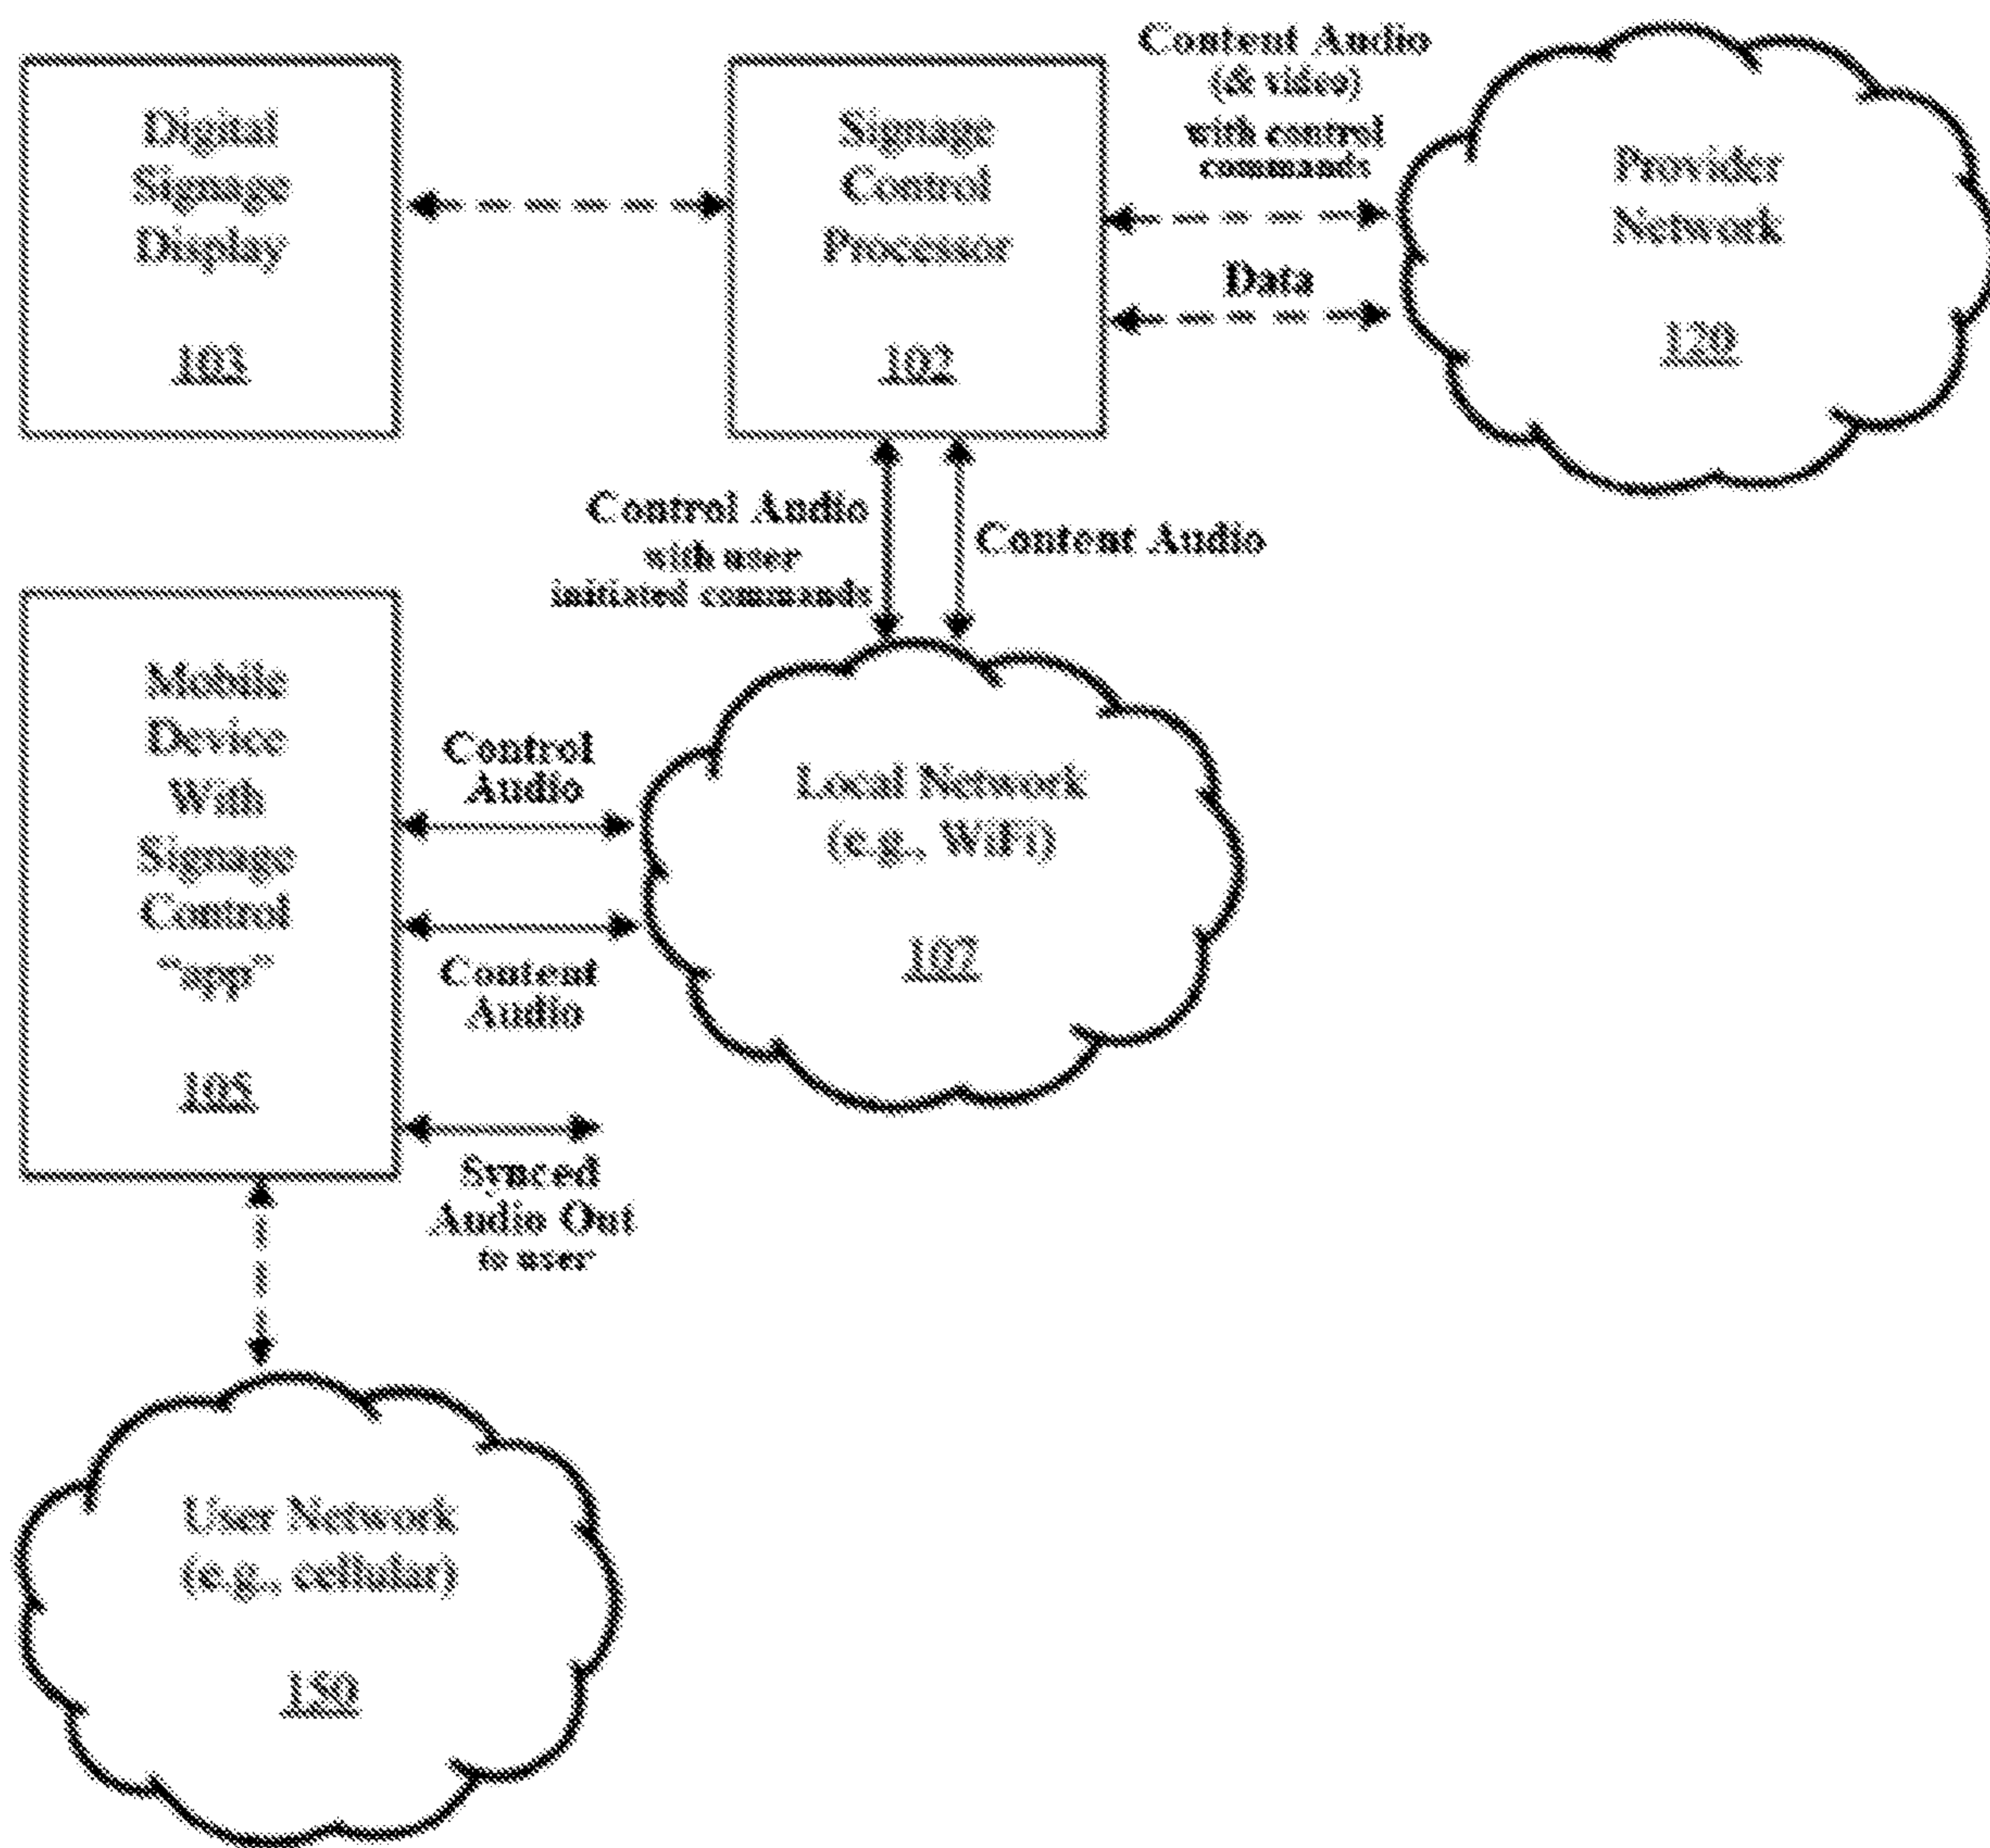 Digital
Signage
Display
103
Signage
Control
Processor
102
Content Audio
(& video)
with control
commands
Data
Provider
Network
120
Control Audio
with user
initiated commands
Content Audio
Mobile
Device
With
Signage
Control
“app”
105
Control
Audio
Content
Audio
Synced
Audio Out
to user
Local Network
(e.g., WiFi)
107
User Network
(e.g., cellular)
150